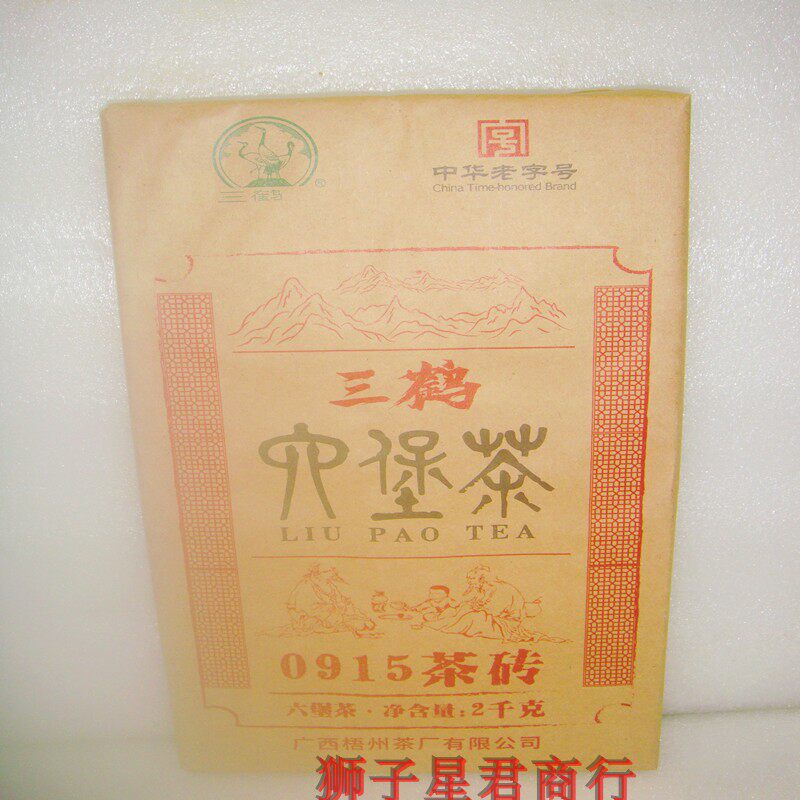 三鹤
®
号
中华老字号
China Time-honored Brand
三鹤
六堡茶
LIU PAO TEA
0915茶砖
六堡茶·净含量:2千克
广西梧州茶厂有限公司
狮子星君商行